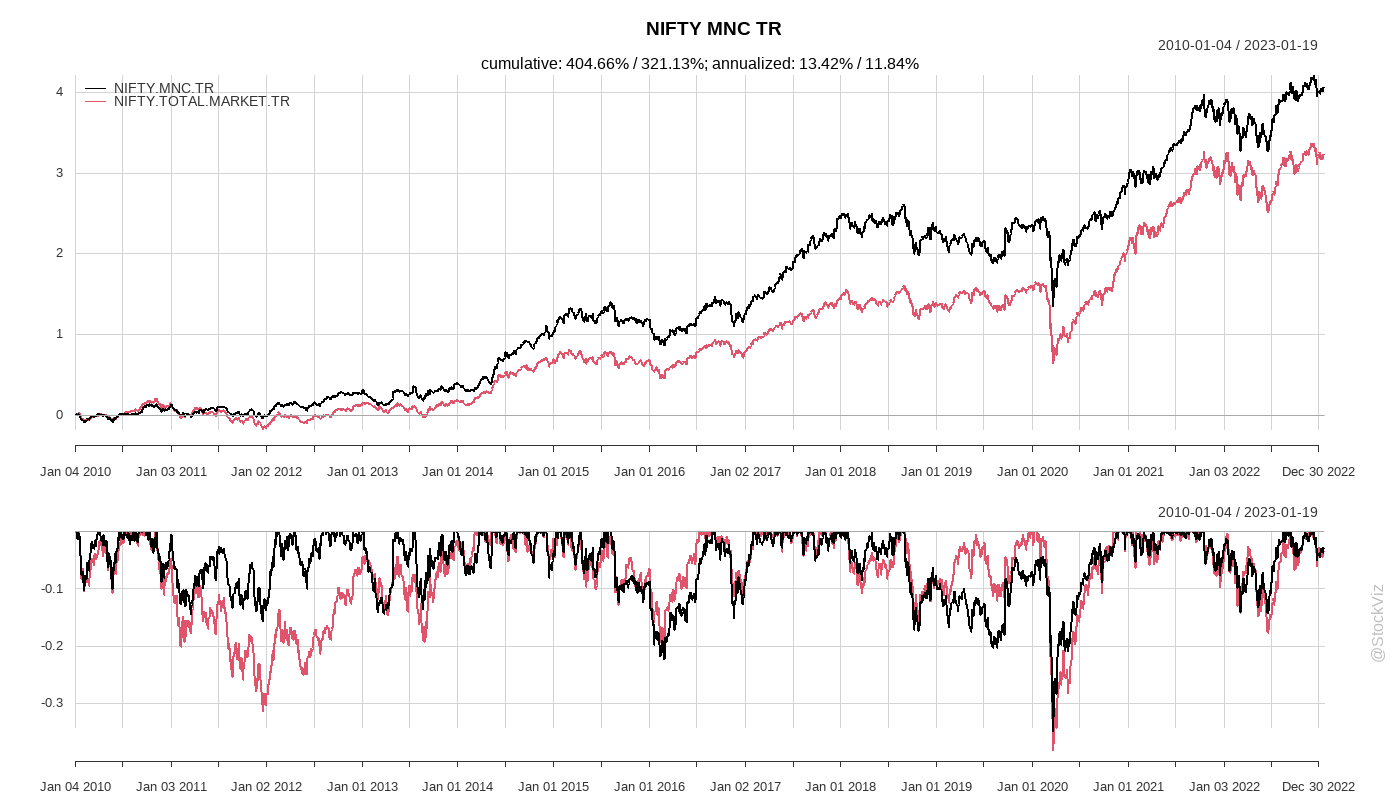 NIFTY MNC TR
2010-01-04 / 2023-01-19
cumulative: 404.66% / 321.13%; annualized: 13.42% / 11.84%
NIFTY.MNC.TR
NIFTY.TOTAL.MARKET.TR
4
3
2
1
0
Jan 04 2010 Jan 03 2011 Jan 02 2012 Jan 01 2013 Jan 01 2014 Jan 01 2015 Jan 01 2016 Jan 02 2017 Jan 01 2018 Jan 01 2019 Jan 01 2020 Jan 01 2021 Jan 03 2022 Dec 30 2022
2010-01-04 / 2023-01-19
-0.1
-0.2
-0.3
Jan 04 2010 Jan 03 2011 Jan 02 2012 Jan 01 2013 Jan 01 2014 Jan 01 2015 Jan 01 2016 Jan 02 2017 Jan 01 2018 Jan 01 2019 Jan 01 2020 Jan 01 2021 Jan 03 2022 Dec 30 2022
@StockViz